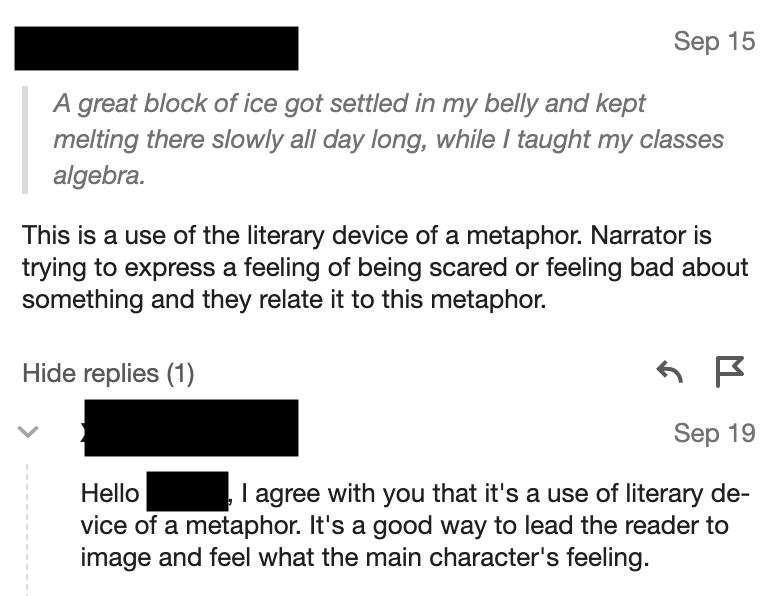 Sep 15
A great block of ice got settled in my belly and kept
melting there slowly all day long, while I taught my classes
algebra.
This is a use of the literary device of a metaphor. Narrator is
trying to express a feeling of being scared or feeling bad about
something and they relate it to this metaphor.
Hide replies (1)
Sep 19
Hello , I agree with you that it's a use of literary de-
vice of a metaphor. It's a good way to lead the reader to
image and feel what the main character's feeling.